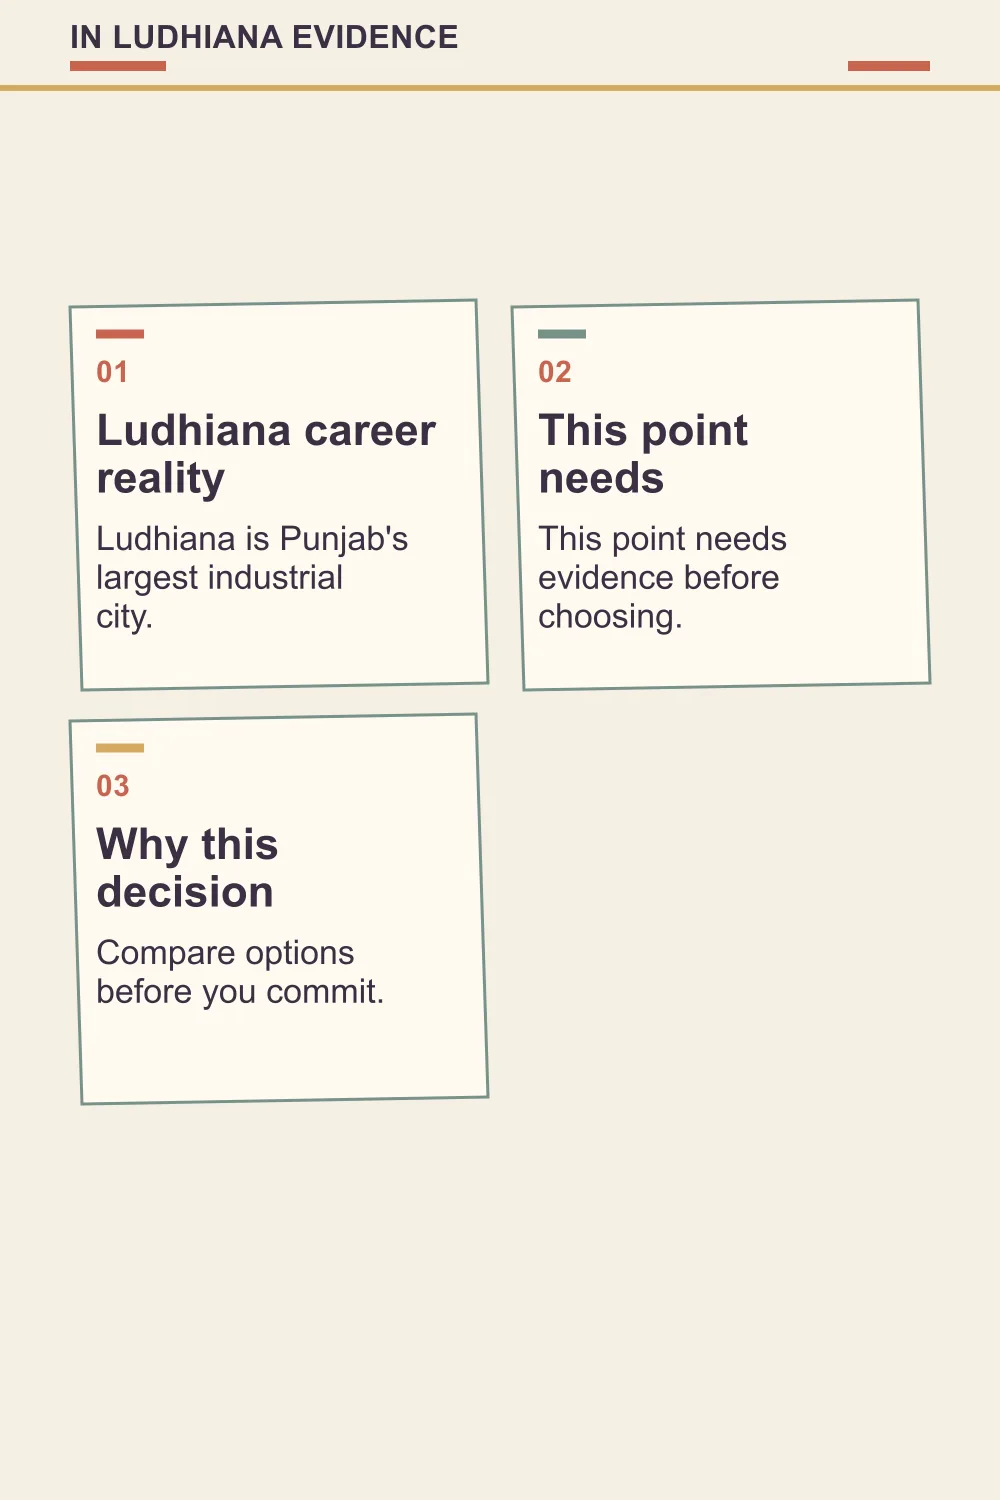 IN LUDHIANA EVIDENCE
01
Ludhiana career
reality
Ludhiana is Punjab's
largest industrial
city.
02
This point
needs
This point needs
evidence before
choosing.
03
Why this
decision
Compare options
before you commit.